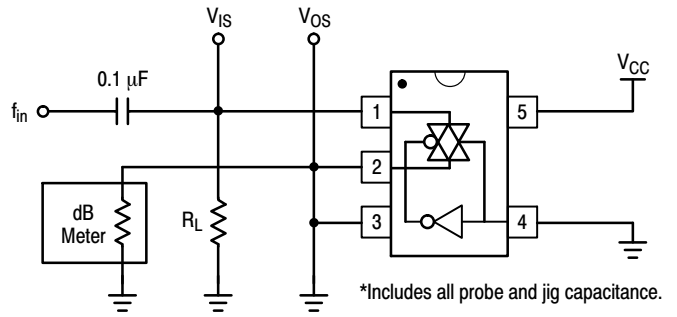 V_IS
V_OS
0.1 μF
f_in
V_CC
1
2
3
4
5
dB
Meter
R_L
*Includes all probe and jig capacitance.